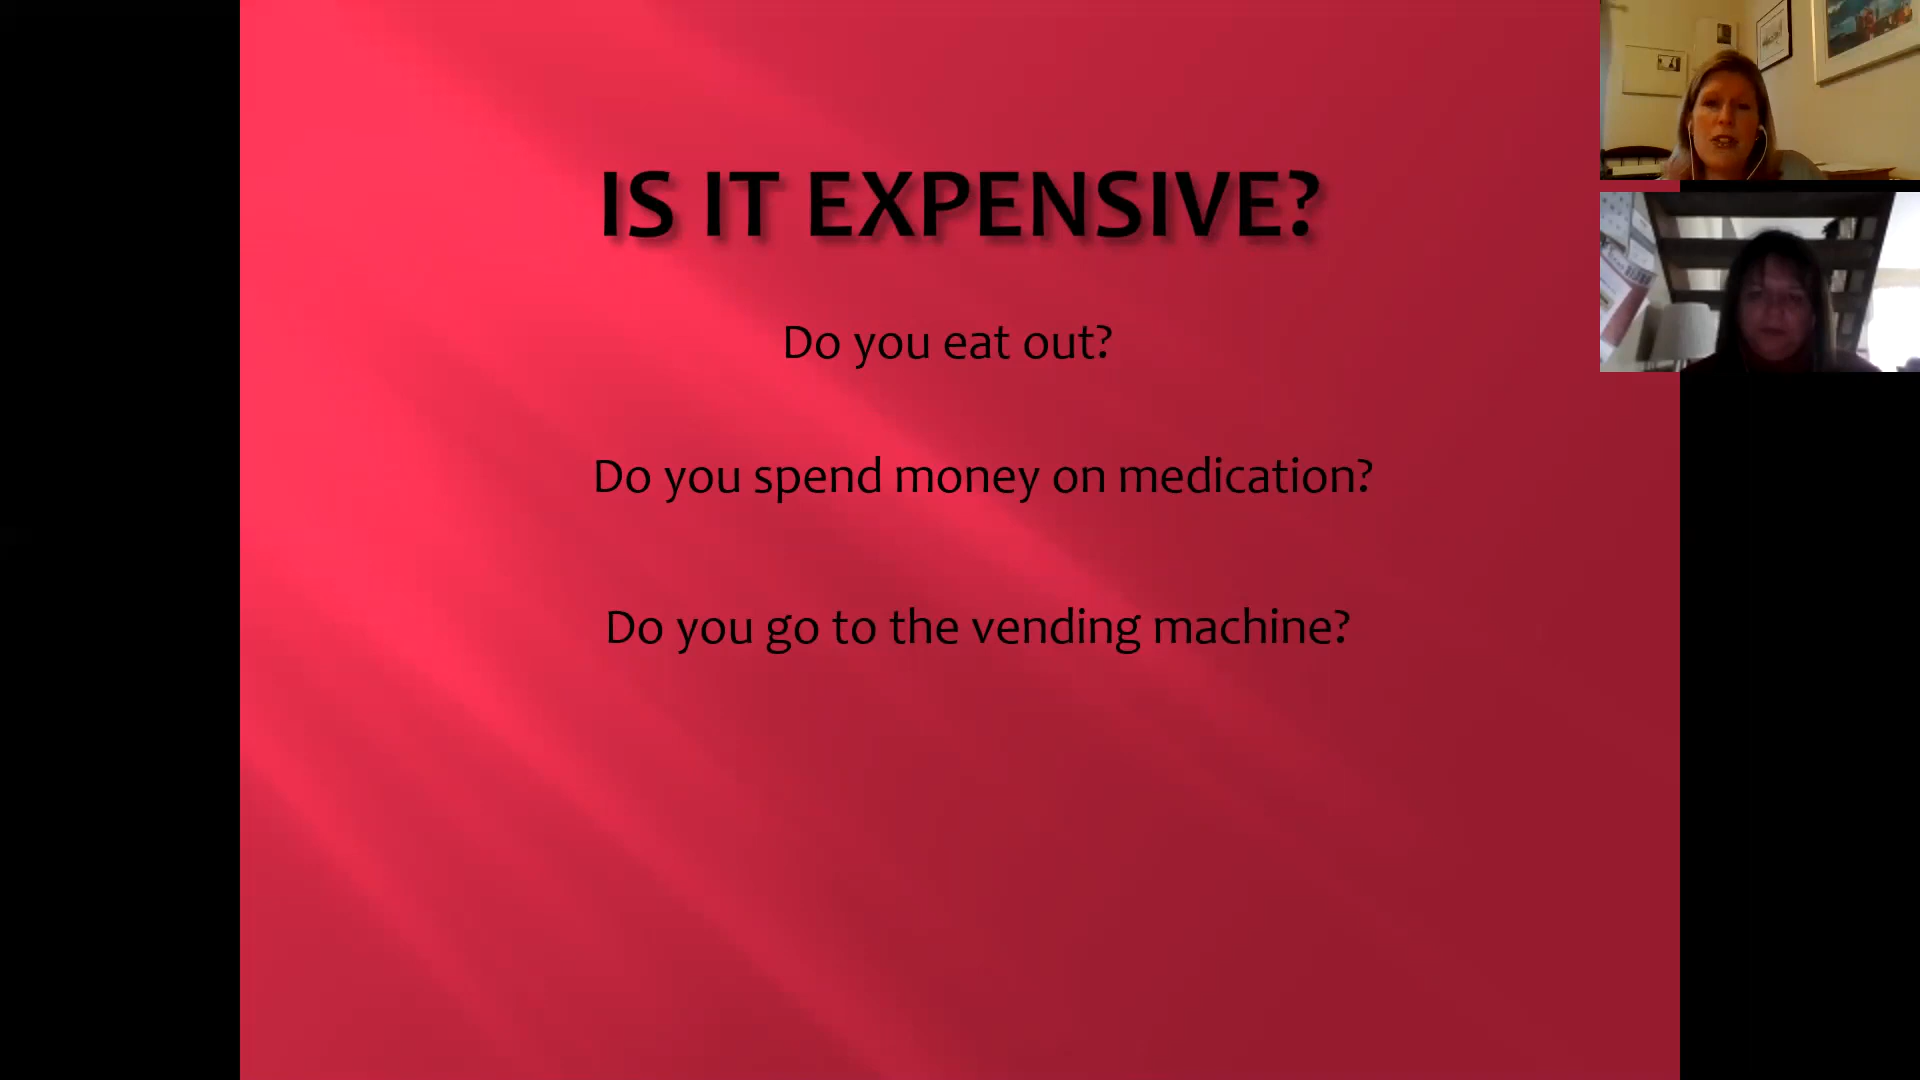 IS IT EXPENSIVE?
Do you eat out?
Do you spend money on medication?
Do you go to the vending machine?